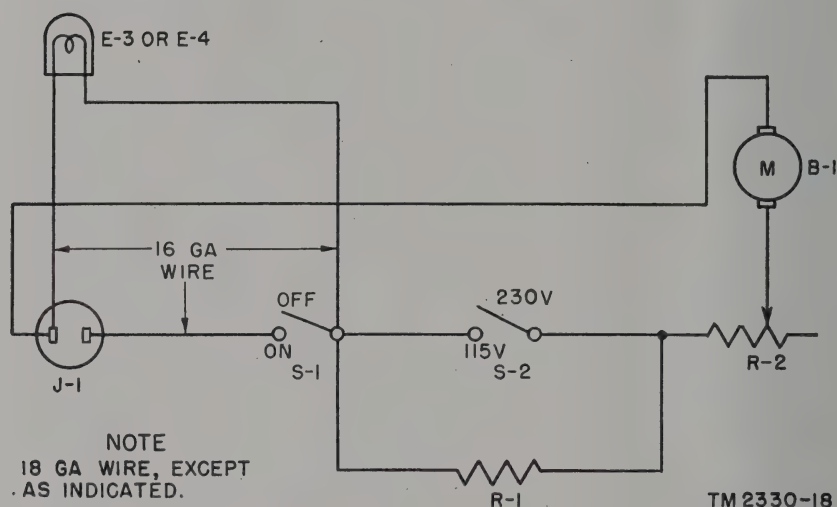 E-3 OR E-4
M
B-1
16 GA
WIRE
OFF
ON
S-1
230V
115V
S-2
R-2
J-1
R-1
NOTE
18 GA WIRE, EXCEPT
AS INDICATED.
TM 2330-18